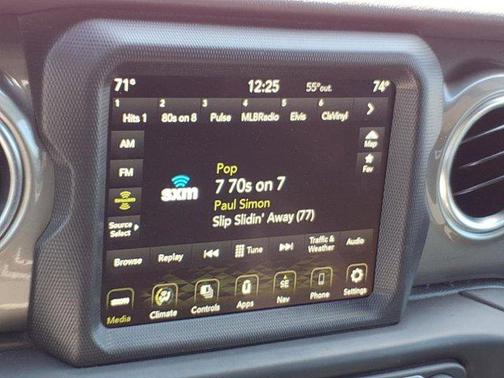 71° 12:25 55°out. 74°
1 2 3 4 5 6
Hits 1 80s on 8 Pulse MLBRadio Elvis ClsVinyl
AM
Map
FM
Fav
Pop
sxm
7 70s on 7
Paul Simon
Slip Slidin' Away (77)
Source
Select
Browse Replay Tune Traffic &
Weather Audio
SE
Media Climate Controls Apps Nav Phone Settings